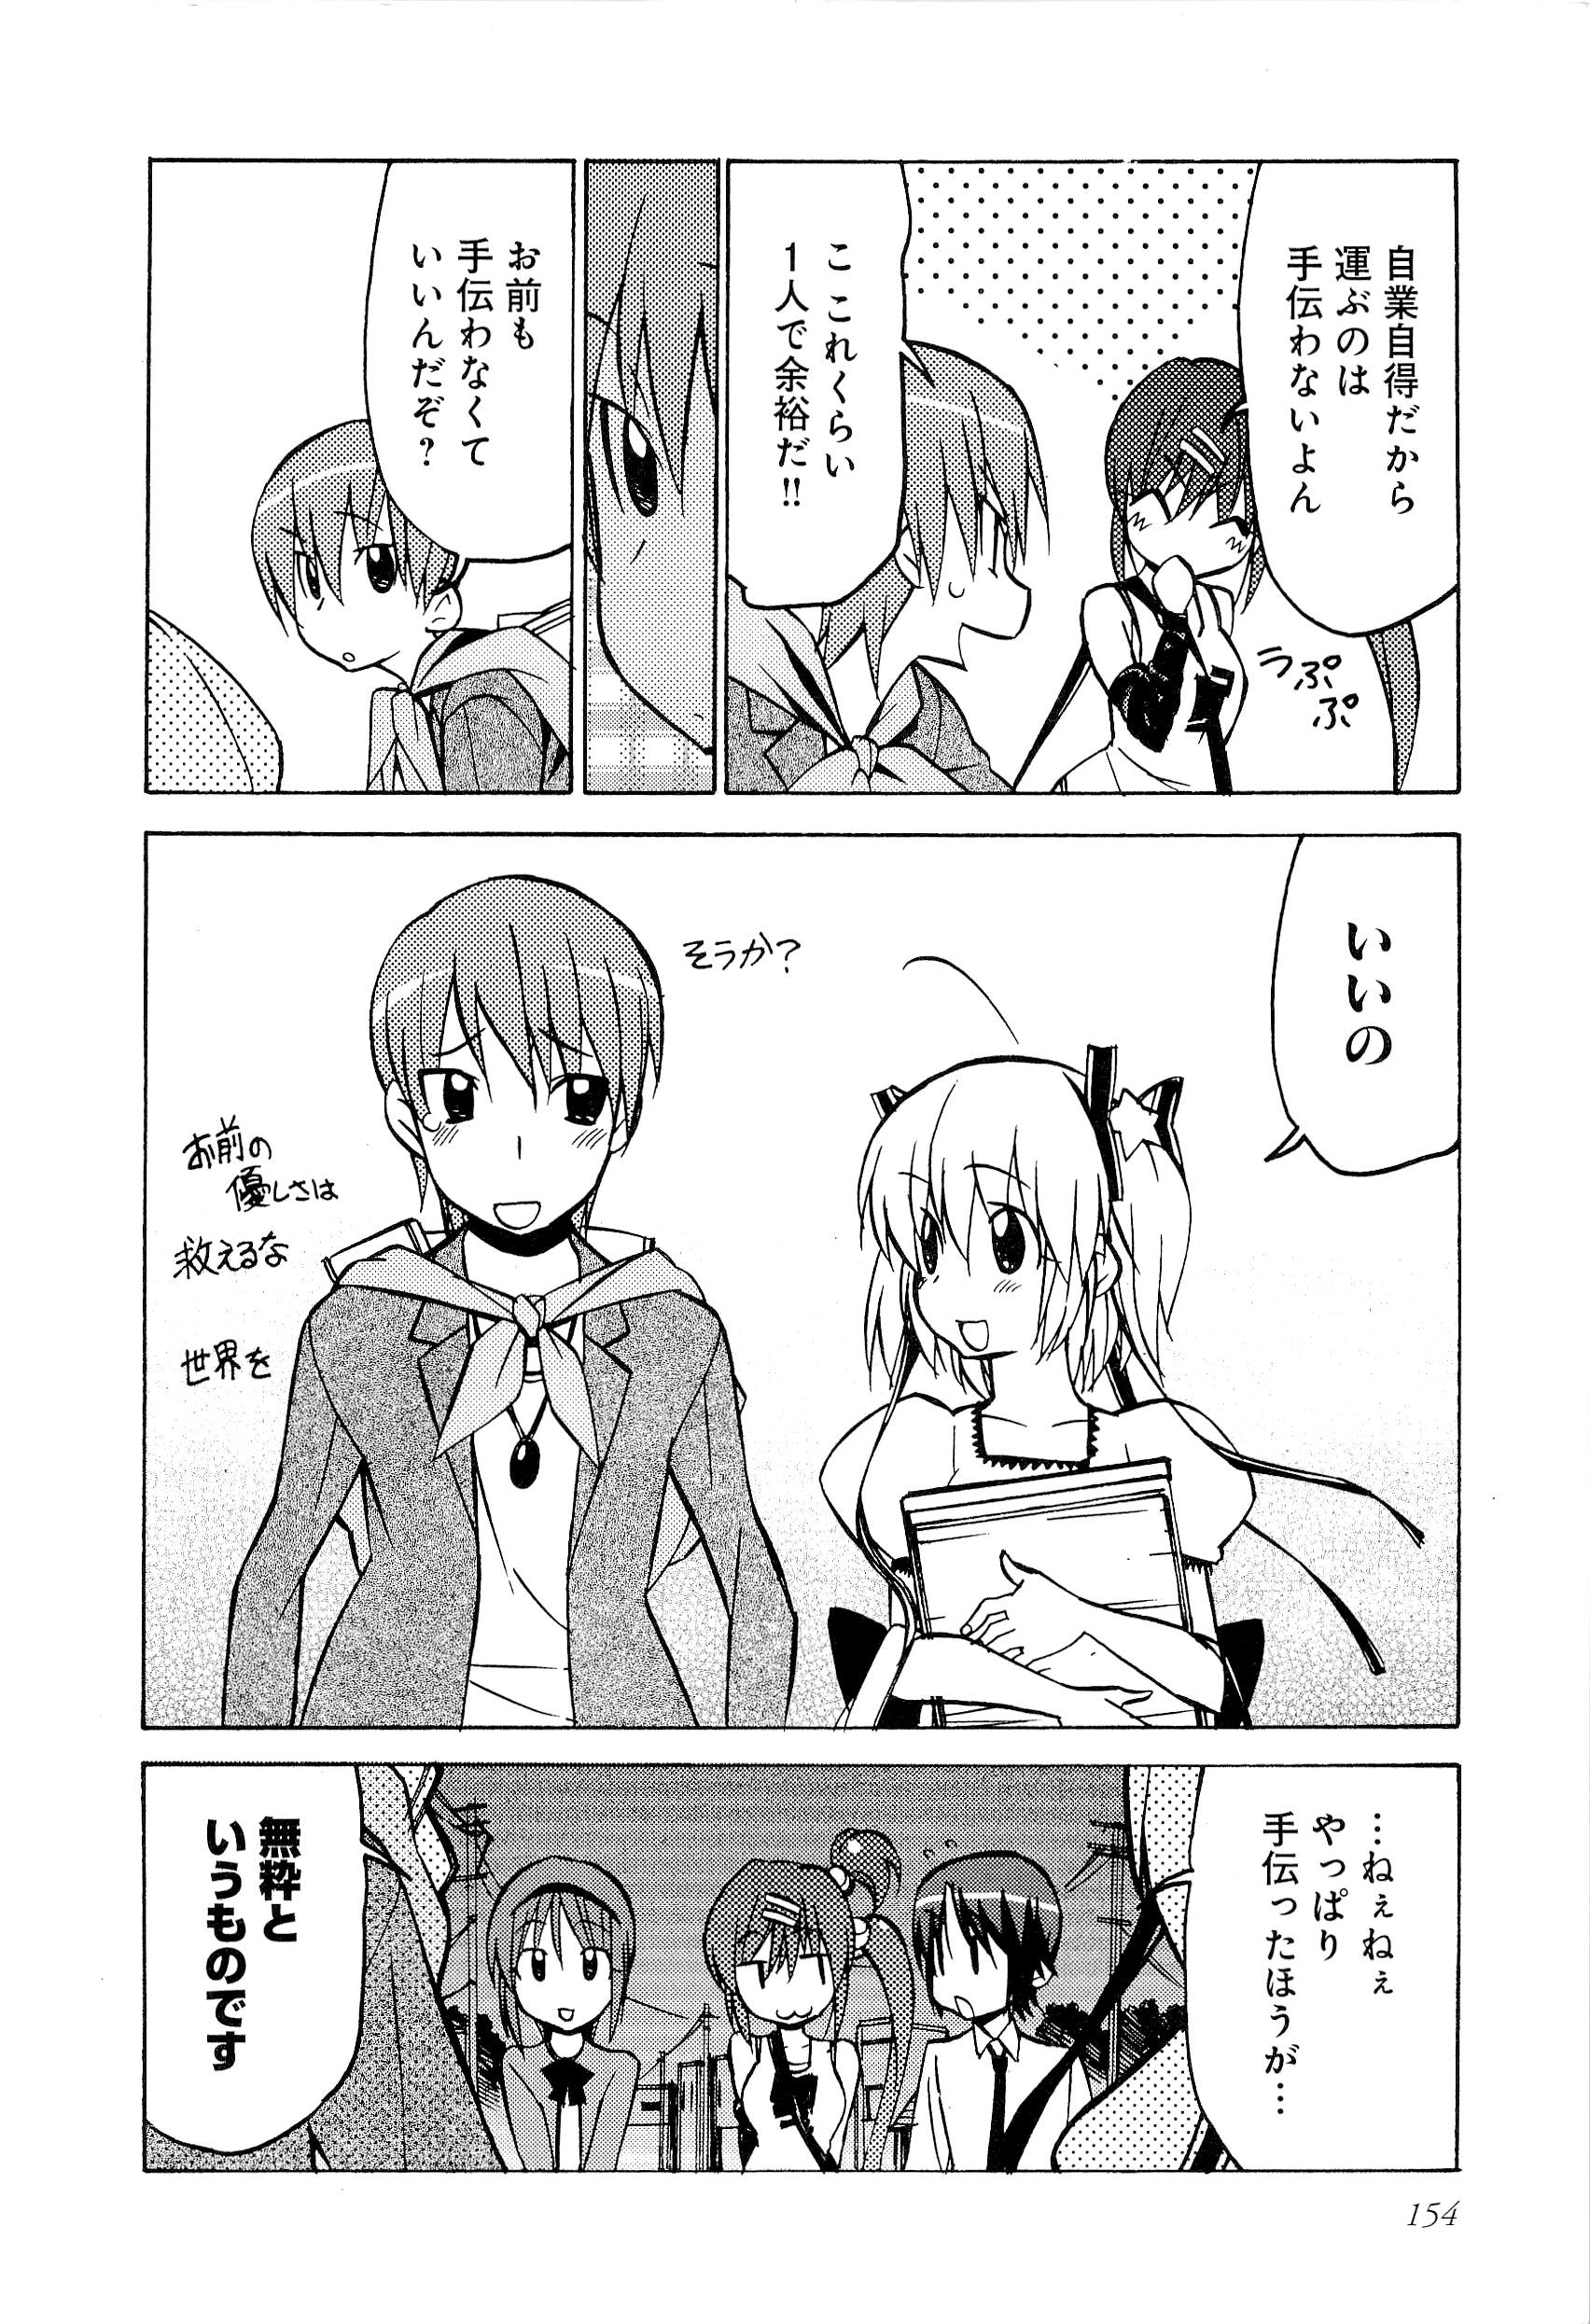 自業自得だから
運ぶのは
手伝わないよん
うぷぷ
ぷ
こ これくらい
1人で余裕だ!!
お前も
手伝わなくて
いいんだぞ?
いいの
そうか?
お前の
優しさは
救えるな
世界を
…ねぇねぇ
やっぱり
手伝ったほうが…
無粋と
いうものです
154